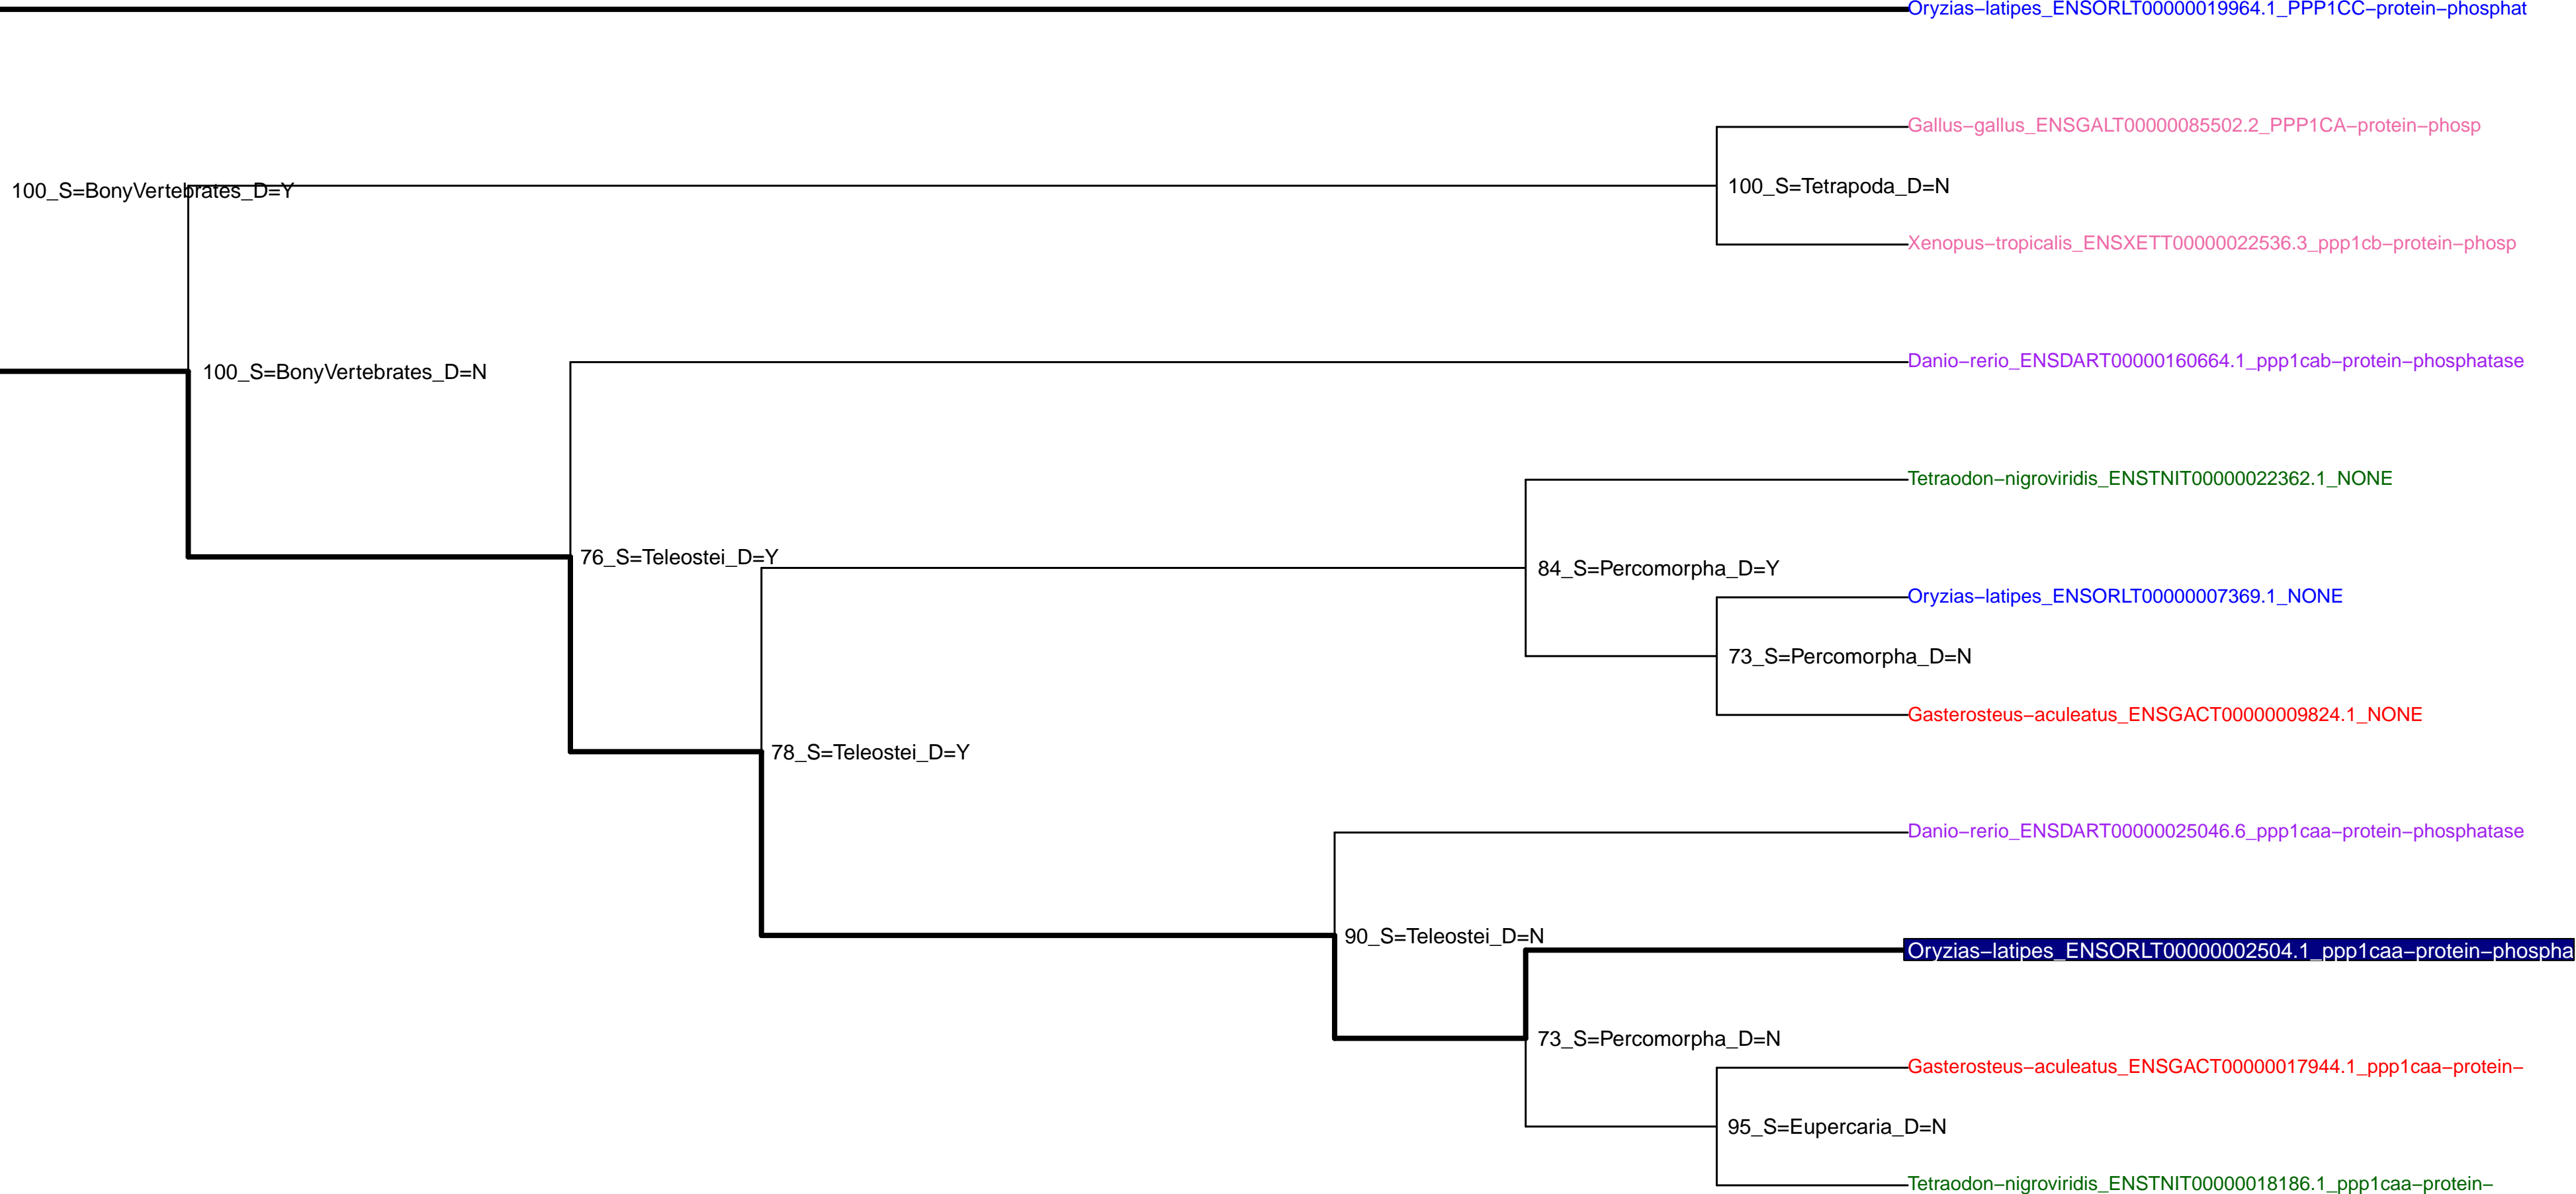 Oryzias−latipes_ENSORLT00000019964.1_PPP1CC−protein−phosphat
Gallus−gallus_ENSGALT00000085502.2_PPP1CA−protein−phosp
100_S=BonyVertebrates_D=Y
100_S=Tetrapoda_D=N
Xenopus−tropicalis_ENSXETT00000022536.3_ppp1cb−protein−phosp
Danio−rerio_ENSDART00000160664.1_ppp1cab−protein−phosphatase
100_S=BonyVertebrates_D=N
Tetraodon−nigroviridis_ENSTNIT00000022362.1_NONE
76_S=Teleostei_D=Y
84_S=Percomorpha_D=Y
Oryzias−latipes_ENSORLT00000007369.1_NONE
73_S=Percomorpha_D=N
Gasterosteus−aculeatus_ENSGACT00000009824.1_NONE
78_S=Teleostei_D=Y
Danio−rerio_ENSDART00000025046.6_ppp1caa−protein−phosphatase
90_S=Teleostei_D=N
Oryzias−latipes_ENSORLT00000002504.1_ppp1caa−protein−phospha
73_S=Percomorpha_D=N
Gasterosteus−aculeatus_ENSGACT00000017944.1_ppp1caa−protein−
95_S=Eupercaria_D=N
Tetraodon−nigroviridis_ENSTNIT00000018186.1_ppp1caa−protein−